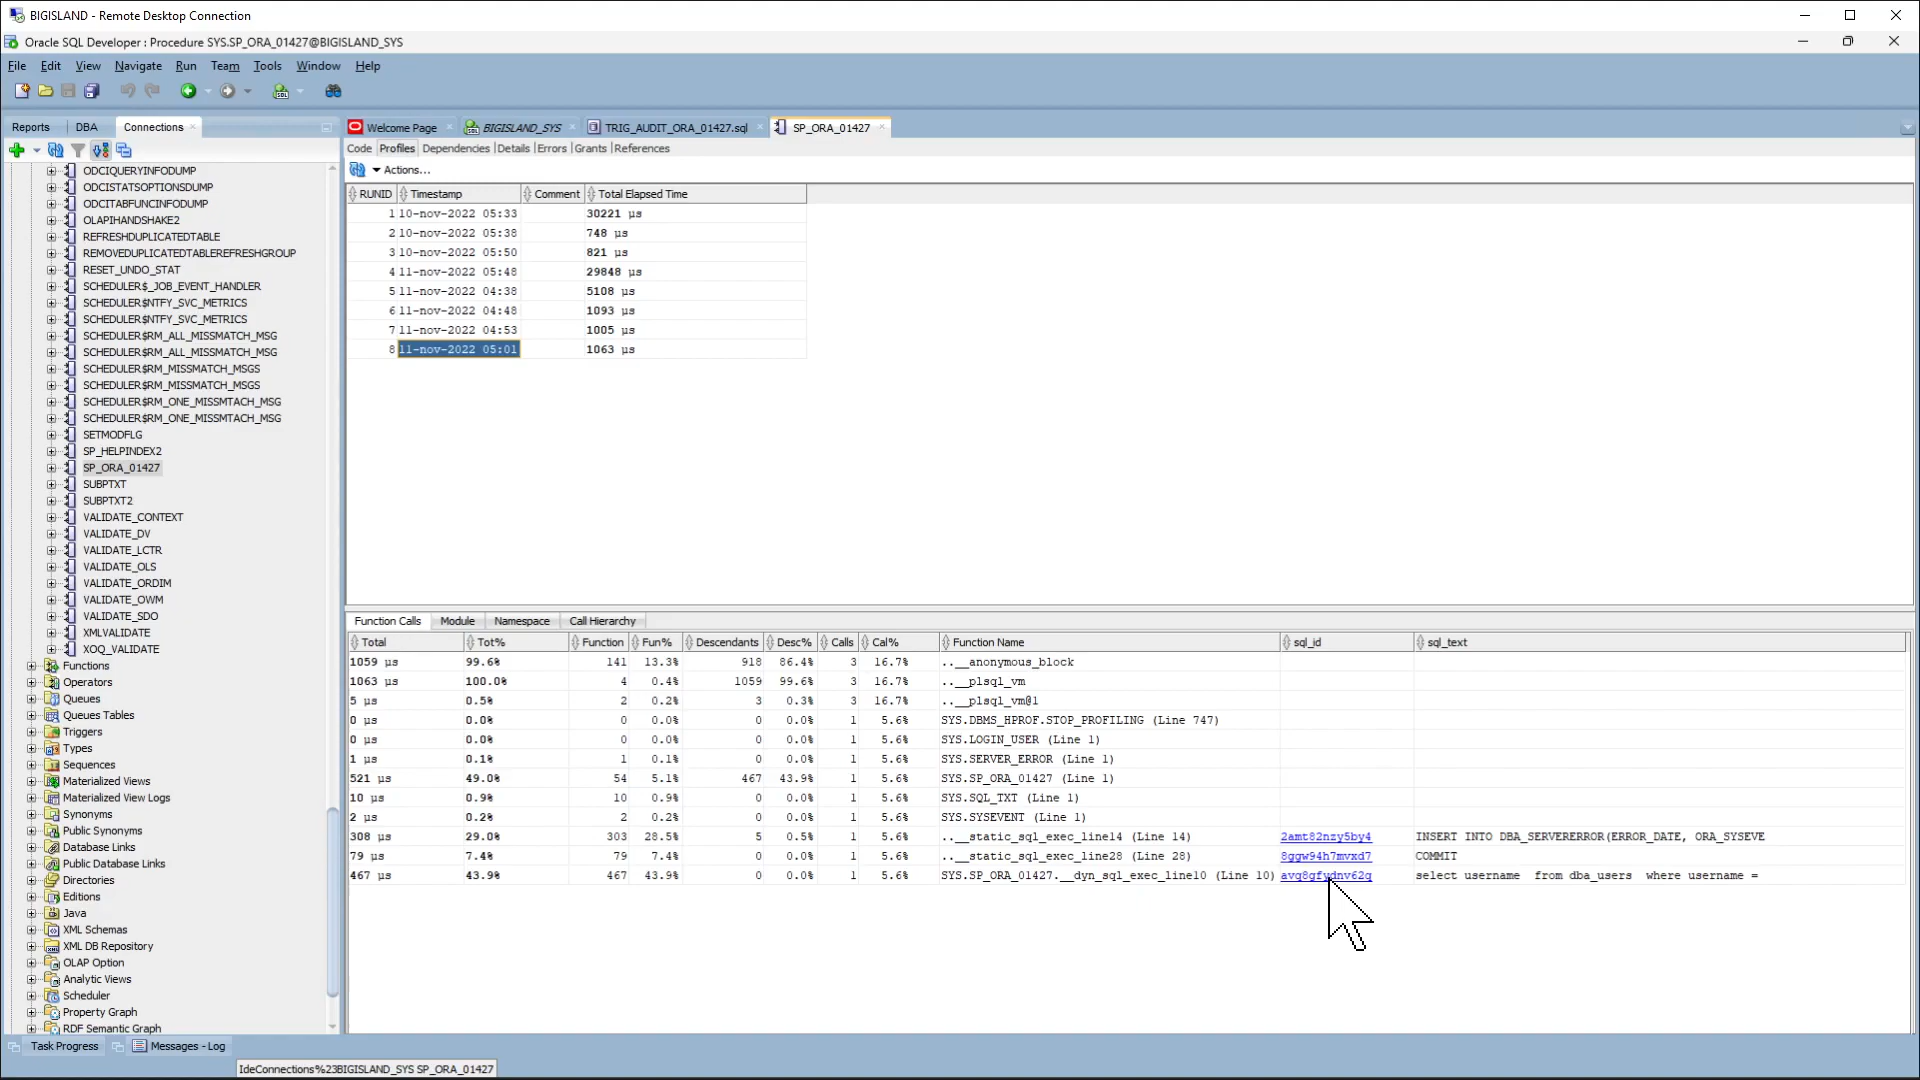 BIGISLAND - Remote Desktop Connection
Oracle SQL Developer : Procedure SYS.SP_ORA_01427@BIGISLAND_SYS
File Edit View Navigate Run Team Tools Window Help
Reports DBA Connections
Welcome Page BIGISLAND_SYS TRIG_AUDIT_ORA_01427.sql SP_ORA_01427
Code Profiles Dependencies Details Errors Grants References
Actions...
ODCIQUERYINFODUMP
ODCISTATSOPTIONSDUMP
ODCITABFUNCINFODUMP
OLAPIHANDSHAKE2
REFRESHDUPLICATEDTABLE
REMOVEDUPLICATEDTABLEREFRESHGROUP
RESET_UNDO_STAT
SCHEDULER$_JOB_EVENT_HANDLER
SCHEDULER$NTFY_SVC_METRICS
SCHEDULER$NTFY_SVC_METRICS
SCHEDULER$RM_ALL_MISSMATCH_MSG
SCHEDULER$RM_ALL_MISSMATCH_MSG
SCHEDULER$RM_MISSMATCH_MSGS
SCHEDULER$RM_MISSMATCH_MSGS
SCHEDULER$RM_ONE_MISSMTACH_MSG
SCHEDULER$RM_ONE_MISSMTACH_MSG
SETMODFLG
SP_HELPINDEX2
SP_ORA_01427
SUBPTXT
SUBPTXT2
VALIDATE_CONTEXT
VALIDATE_DV
VALIDATE_LCTR
VALIDATE_OLS
VALIDATE_ORDIM
VALIDATE_OWM
VALIDATE_SDO
XMLVALIDATE
XOQ_VALIDATE
Functions
Operators
Queues
Queues Tables
Triggers
Types
Sequences
Materialized Views
Materialized View Logs
Synonyms
Public Synonyms
Database Links
Public Database Links
Directories
Editions
Java
XML Schemas
XML DB Repository
OLAP Option
Analytic Views
Scheduler
Property Graph
RDF Semantic Graph
RUNID Timestamp Comment Total Elapsed Time
1 10-nov-2022 05:33 30221 µs
2 10-nov-2022 05:38 748 µs
3 10-nov-2022 05:50 821 µs
4 11-nov-2022 05:48 29848 µs
5 11-nov-2022 04:38 5108 µs
6 11-nov-2022 04:48 1093 µs
7 11-nov-2022 04:53 1005 µs
8 11-nov-2022 05:01 1063 µs
Function Calls Module Namespace Call Hierarchy
Total Tot% Function Fun% Descendants Desc% Calls Cal% Function Name sql_id sql_text
1059 µs 99.6% 141 13.3% 918 86.4% 3 16.7% ..__anonymous_block
1063 µs 100.0% 4 0.4% 1059 99.6% 3 16.7% ..__plsql_vm
5 µs 0.5% 2 0.2% 3 0.3% 3 16.7% ..__plsql_vm@1
0 µs 0.0% 0 0.0% 0 0.0% 1 5.6% SYS.DBMS_HPROF.STOP_PROFILING (Line 747)
0 µs 0.0% 0 0.0% 0 0.0% 1 5.6% SYS.LOGIN_USER (Line 1)
1 µs 0.1% 1 0.1% 0 0.0% 1 5.6% SYS.SERVER_ERROR (Line 1)
521 µs 49.0% 54 5.1% 467 43.9% 1 5.6% SYS.SP_ORA_01427 (Line 1)
10 µs 0.9% 10 0.9% 0 0.0% 1 5.6% SYS.SQL_TXT (Line 1)
2 µs 0.2% 2 0.2% 0 0.0% 1 5.6% SYS.SYSEVENT (Line 1)
308 µs 29.0% 303 28.5% 5 0.5% 1 5.6% ..__static_sql_exec_line14 (Line 14) 2amt82nzy5by4 INSERT INTO DBA_SERVERERROR(ERROR_DATE, ORA_SYSEVE
79 µs 7.4% 79 7.4% 0 0.0% 1 5.6% ..__static_sql_exec_line28 (Line 28) 8ggw94h7mvxd7 COMMIT
467 µs 43.9% 467 43.9% 0 0.0% 1 5.6% SYS.SP_ORA_01427.__dyn_sql_exec_line10 (Line 10) avq8gfydnv62q select username from dba_users where username =
Task Progress Messages - Log
IdeConnections%23BIGISLAND_SYS SP_ORA_01427